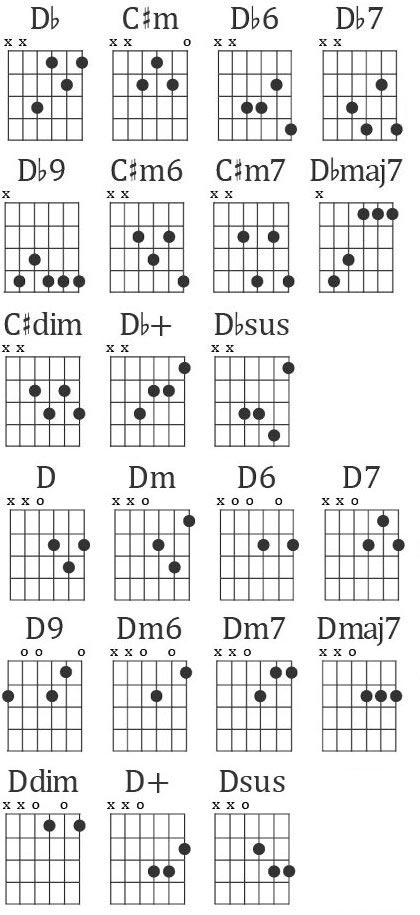 D♭ C♯m D♭6 D♭7
x x x x o x x x x
D♭9 C♯m6 C♯m7 D♭maj7
x x x x x x
C♯dim D♭+ D♭sus
x x x x x x
D Dm D6 D7
x x o x x o x o o o x x o
D9 Dm6 Dm7 Dmaj7
o o o x x o o x x o x x o
Ddim D+ Dsus
x x o o x x o x x o